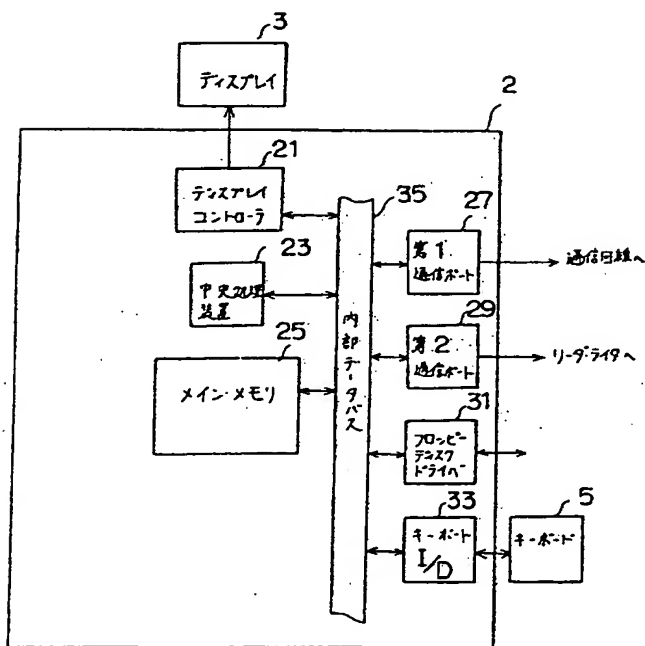 3
ディスプレイ
2
21
ディスプレイ
コントローラ
35
27
第1
通信ポート
通信回線へ
23
中央処理
装置
29
第2
通信ポート
リーダ・ライタへ
25
メイン・メモリ
内部データバス
31
フロッピー
ディスク
ドライバ
33
キーボート
I/D
5
キーボード